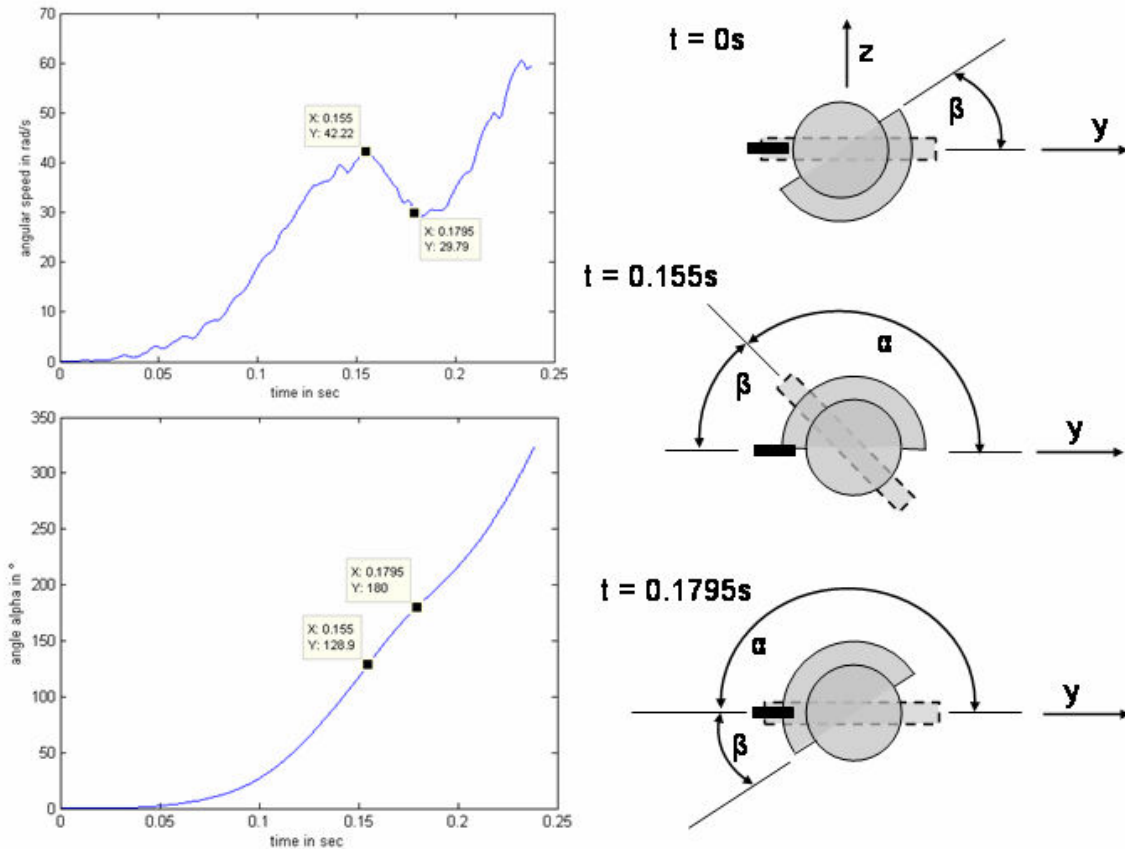 70
60
50
40
30
20
10
0
angular speed in rad/s
X: 0.155
Y: 42.22
X: 0.1795
Y: 29.79
0 0.05 0.1 0.15 0.2 0.25
time in sec
350
300
250
200
150
100
50
0
angle alpha in °
X: 0.1795
Y: 180
X: 0.155
Y: 128.9
0 0.05 0.1 0.15 0.2 0.25
time in sec
t = 0s
z
β
y
t = 0.155s
α
β
y
t = 0.1795s
α
y
β